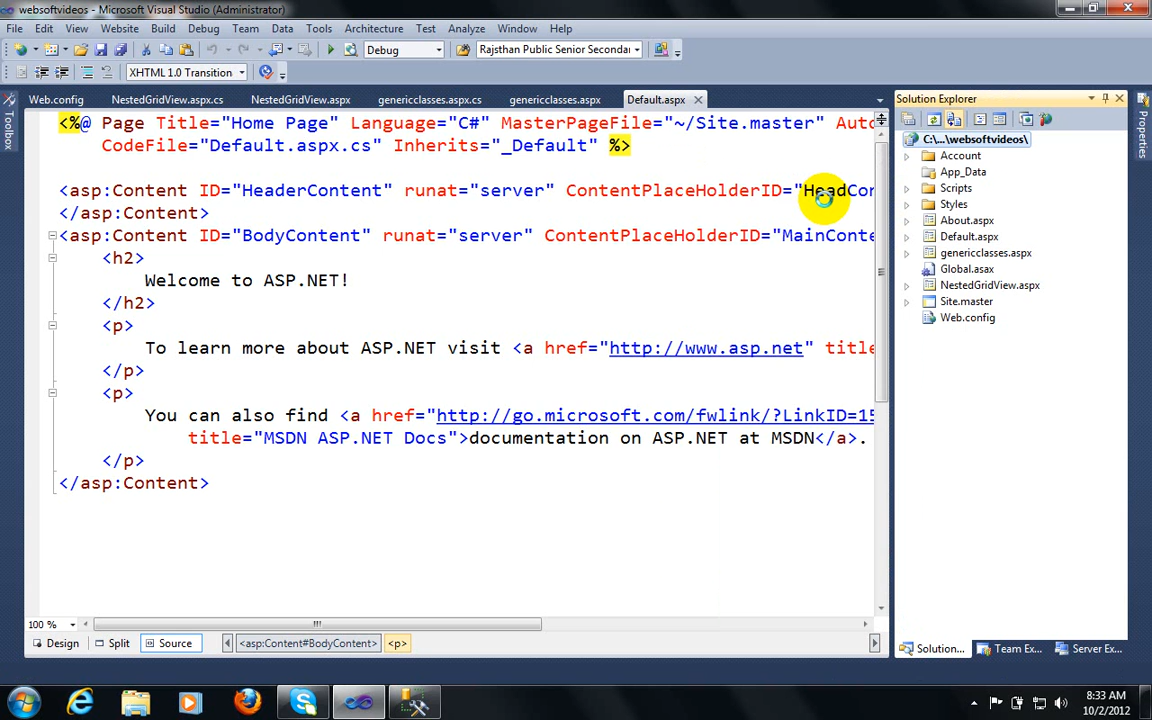 websoftvideos - Microsoft Visual Studio (Administrator)
File Edit View Website Build Debug Team Data Tools Architecture Test Analyze Window Help
Debug Rajthan Public Senior Secondar
XHTML 1.0 Transition
Web.config NestedGridView.aspx.cs NestedGridView.aspx genericclasses.aspx.cs genericclasses.aspx Default.aspx
Toolbox
<%@ Page Title="Home Page" Language="C#" MasterPageFile="~/Site.master" Auto
CodeFile="Default.aspx.cs" Inherits="_Default" %>
<asp:Content ID="HeaderContent" runat="server" ContentPlaceHolderID="HeadCon
</asp:Content>
<asp:Content ID="BodyContent" runat="server" ContentPlaceHolderID="MainConte
<h2>
Welcome to ASP.NET!
</h2>
<p>
To learn more about ASP.NET visit <a href="http://www.asp.net" title
</p>
<p>
You can also find <a href="http://go.microsoft.com/fwlink/?LinkID=15
title="MSDN ASP.NET Docs">documentation on ASP.NET at MSDN</a>.
</p>
</asp:Content>
100 %
Design Split Source <asp:Content#BodyContent> <p>
Solution Explorer
C:\...\websoftvideos\
Account
App_Data
Scripts
Styles
About.aspx
Default.aspx
genericclasses.aspx
Global.asax
NestedGridView.aspx
Site.master
Web.config
Solution... Team Ex... Server Ex...
Properties
8:33 AM
10/2/2012